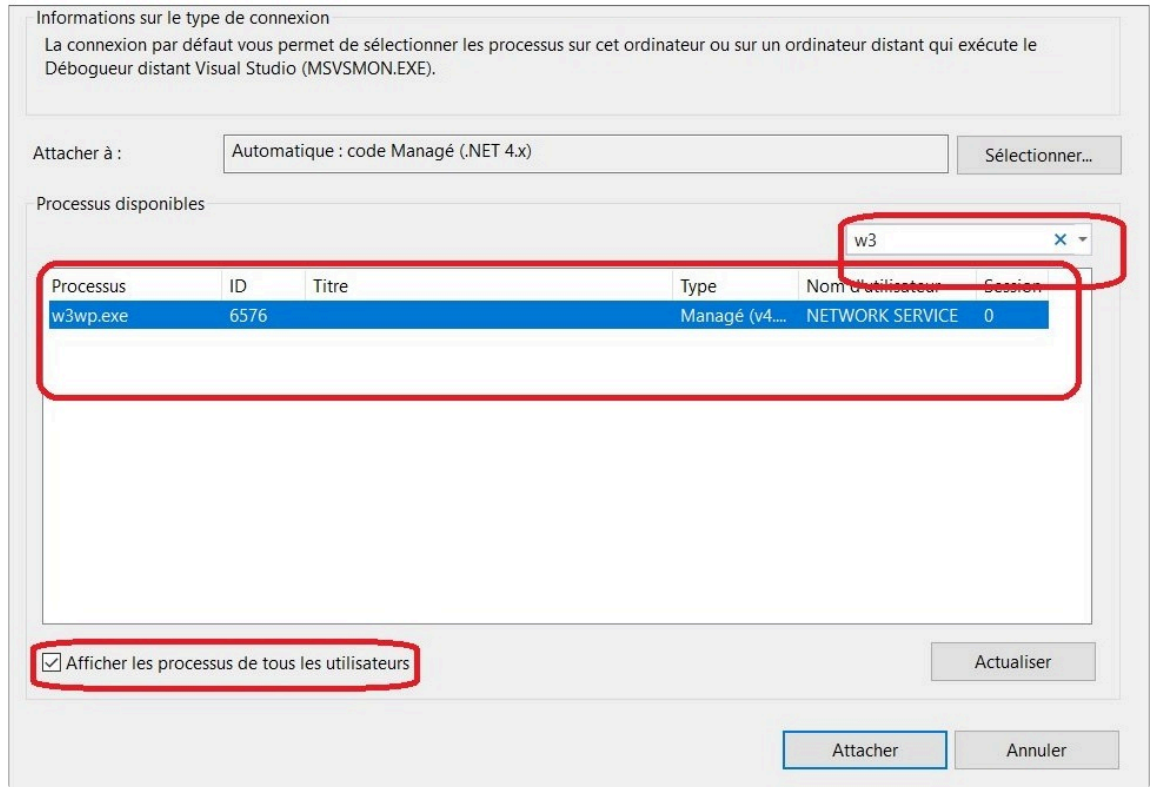 Informations sur le type de connexion
La connexion par défaut vous permet de sélectionner les processus sur cet ordinateur ou sur un ordinateur distant qui exécute le
Débogueur distant Visual Studio (MSVSMON.EXE).
Attacher à :
Automatique : code Managé (.NET 4.x)
Sélectionner...
Processus disponibles
w3
Processus ID Titre Type Nom d'utilisateur Session
w3wp.exe 6576 Managé (v4.... NETWORK SERVICE 0
Afficher les processus de tous les utilisateurs
Actualiser
Attacher
Annuler